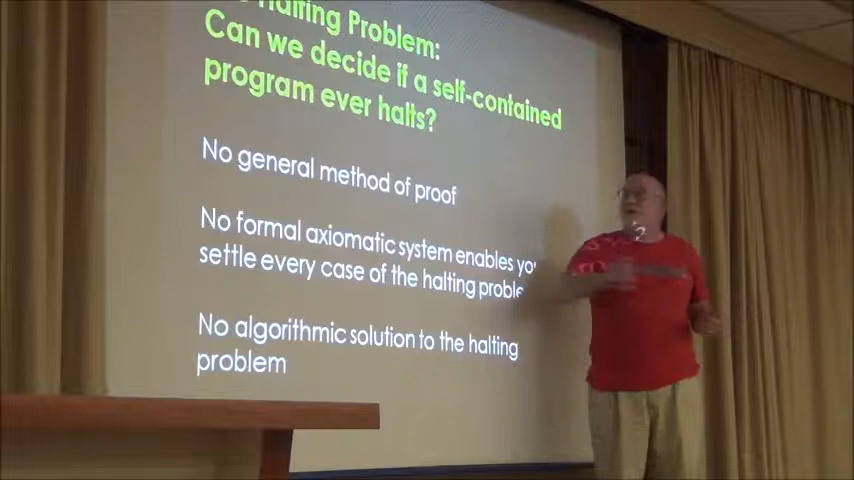 Halting Problem:
Can we decide if a self-contained
program ever halts?
No general method of proof
No formal axiomatic system enables
settle every case of the halting
No algorithmic solution to the halting
problem